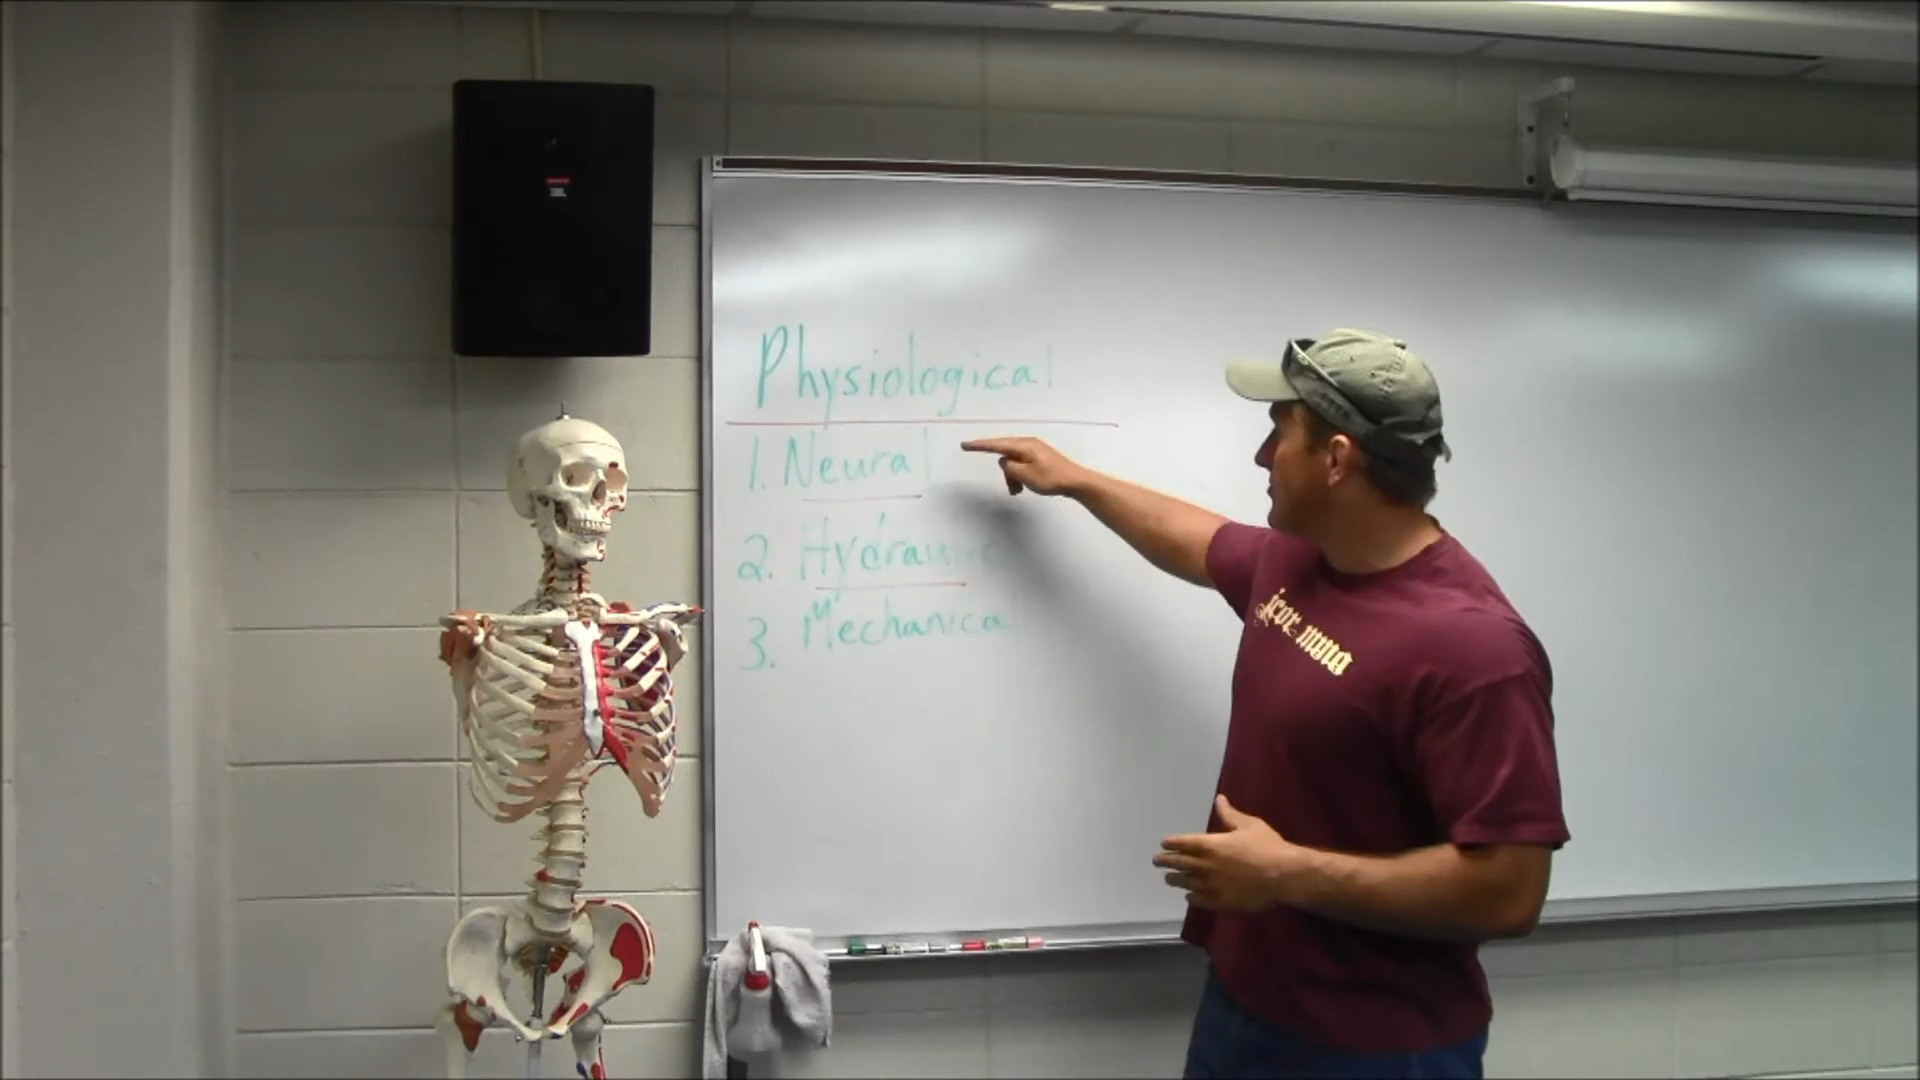 Physiological
1. Neural
2. Hydraulic
3. Mechanical